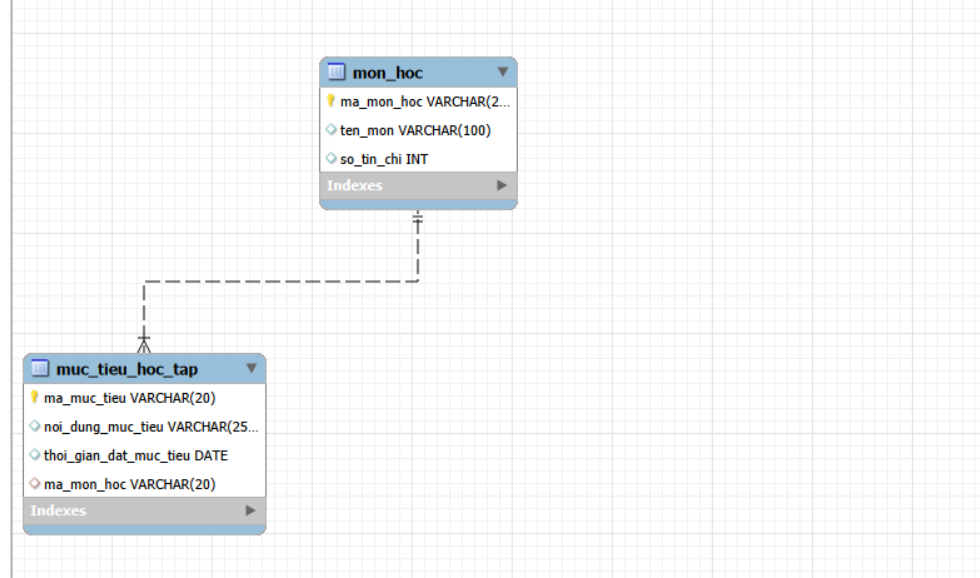 mon_hoc
ma_mon_hoc VARCHAR(2...
ten_mon VARCHAR(100)
so_tin_chi INT
Indexes
muc_tieu_hoc_tap
ma_muc_tieu VARCHAR(20)
noi_dung_muc_tieu VARCHAR(25...
thoi_gian_dat_muc_tieu DATE
ma_mon_hoc VARCHAR(20)
Indexes